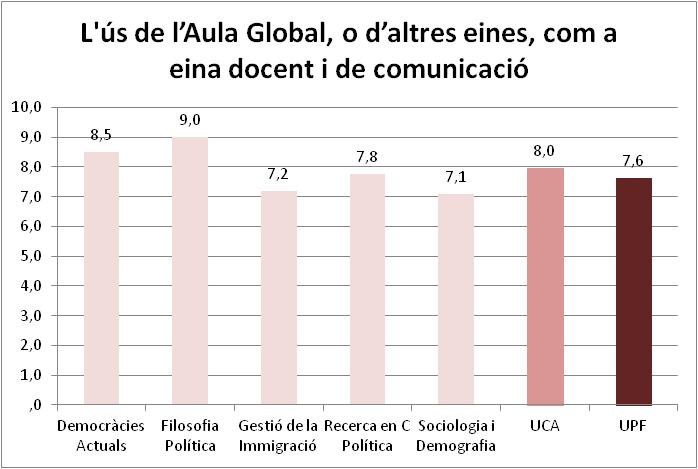 L'ús de l’Aula Global, o d’altres eines, com a
eina docent i de comunicació
10,0
9,0
8,0
7,0
6,0
5,0
4,0
3,0
2,0
1,0
,0
8,5
9,0
7,2
7,8
7,1
8,0
7,6
Democràcies
Actuals
Filosofia
Política
Gestió de la
Immigració
Recerca en C
Política
Sociologia i
Demografia
UCA
UPF